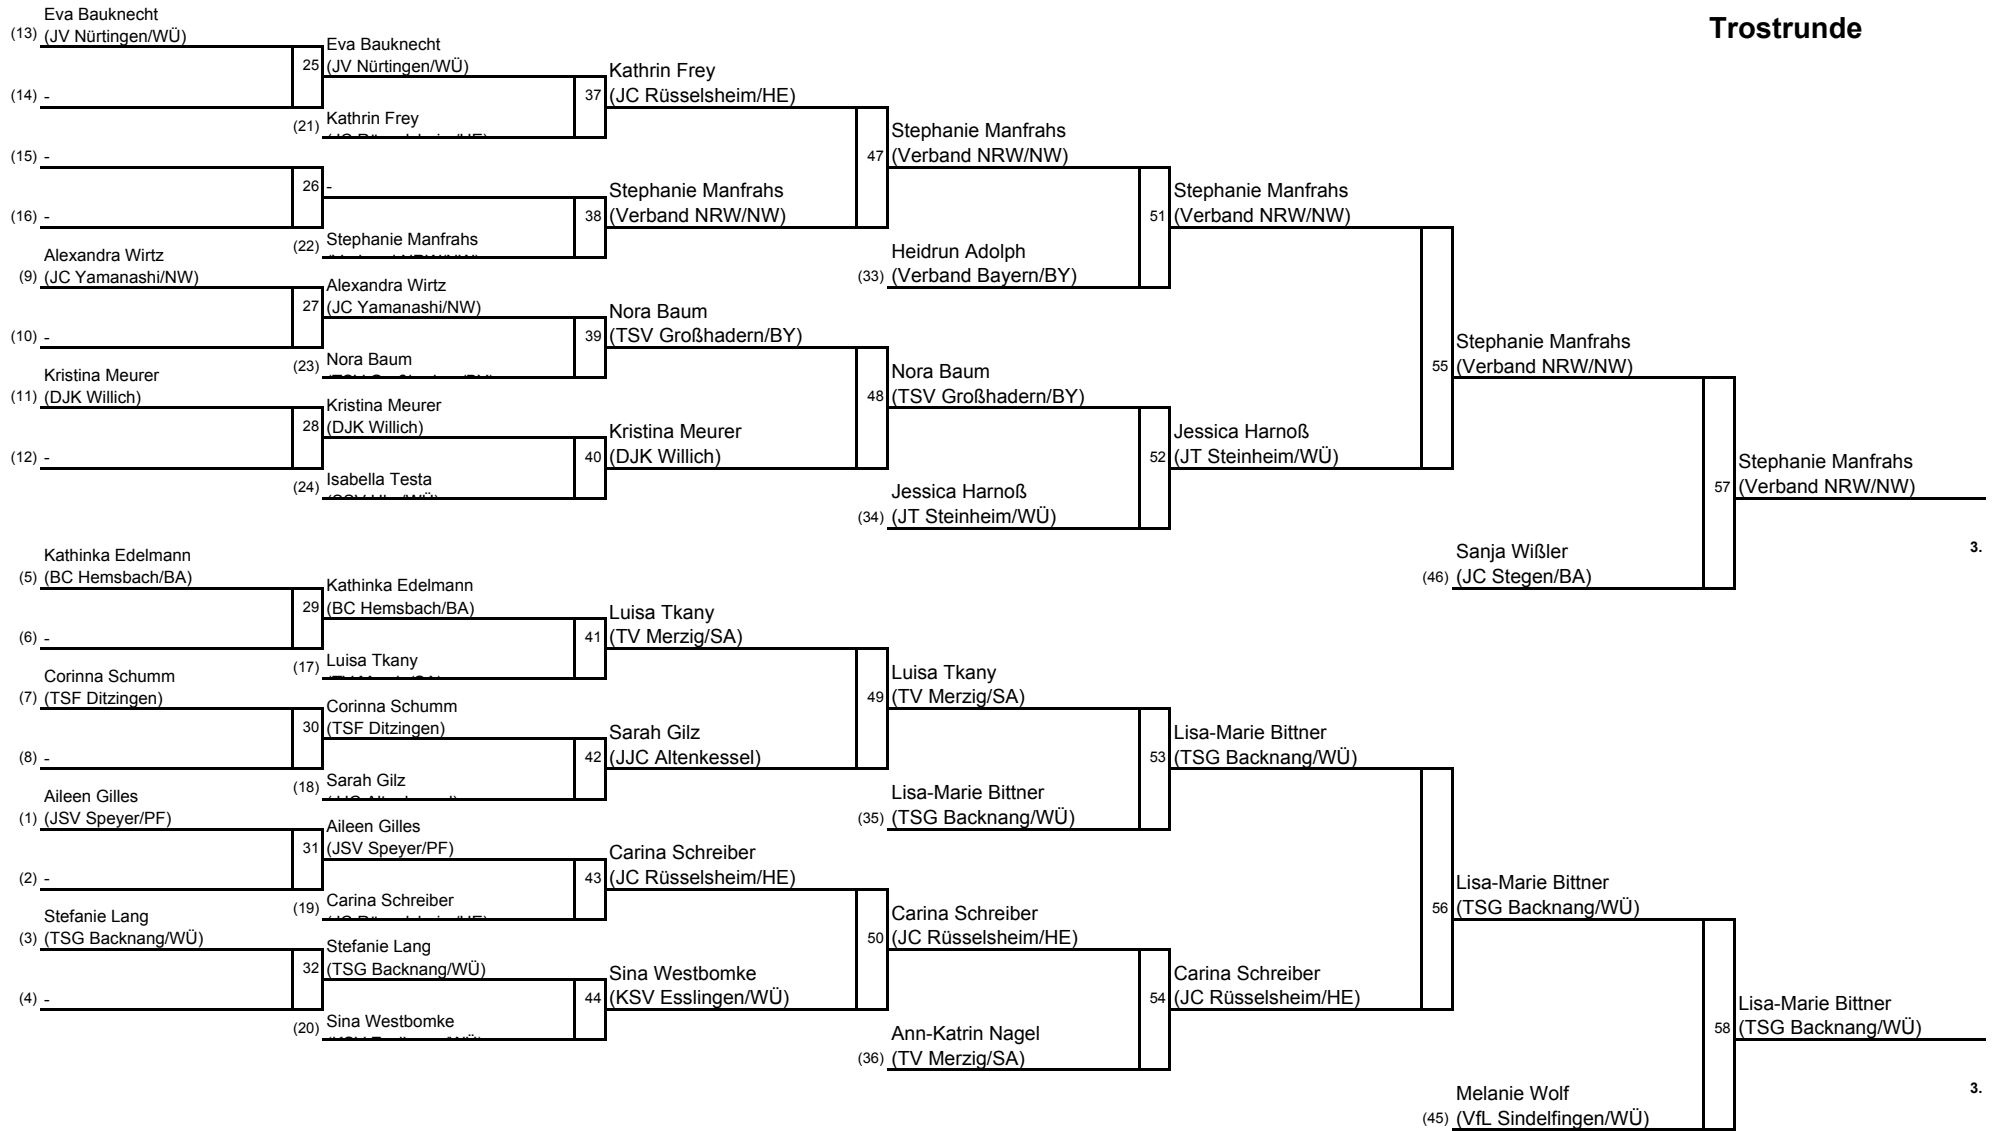 Trostrunde
(13) Eva Bauknecht
(JV Nürtingen/WÜ)
(14) -
(15) -
(16) -
(9) Alexandra Wirtz
(JC Yamanashi/NW)
(10) -
(11) Kristina Meurer
(DJK Willich)
(12) -
(5) Kathinka Edelmann
(BC Hemsbach/BA)
(6) -
(7) Corinna Schumm
(TSF Ditzingen)
(8) -
(1) Aileen Gilles
(JSV Speyer/PF)
(2) -
(3) Stefanie Lang
(TSG Backnang/WÜ)
(4) -
25 Eva Bauknecht
(JV Nürtingen/WÜ)
(21) Kathrin Frey
26 -
(22) Stephanie Manfrahs
27 Alexandra Wirtz
(JC Yamanashi/NW)
(23) Nora Baum
28 Kristina Meurer
(DJK Willich)
(24) Isabella Testa
29 Kathinka Edelmann
(BC Hemsbach/BA)
(17) Luisa Tkany
30 Corinna Schumm
(TSF Ditzingen)
(18) Sarah Gilz
31 Aileen Gilles
(JSV Speyer/PF)
(19) Carina Schreiber
32 Stefanie Lang
(TSG Backnang/WÜ)
(20) Sina Westbomke
37 Kathrin Frey
(JC Rüsselsheim/HE)
38 Stephanie Manfrahs
(Verband NRW/NW)
39 Nora Baum
(TSV Großhadern/BY)
40 Kristina Meurer
(DJK Willich)
41 Luisa Tkany
(TV Merzig/SA)
42 Sarah Gilz
(JJC Altenkessel)
43 Carina Schreiber
(JC Rüsselsheim/HE)
44 Sina Westbomke
(KSV Esslingen/WÜ)
47 Stephanie Manfrahs
(Verband NRW/NW)
(33) Heidrun Adolph
(Verband Bayern/BY)
48 Nora Baum
(TSV Großhadern/BY)
(34) Jessica Harnoß
(JT Steinheim/WÜ)
49 Luisa Tkany
(TV Merzig/SA)
(35) Lisa-Marie Bittner
(TSG Backnang/WÜ)
50 Carina Schreiber
(JC Rüsselsheim/HE)
(36) Ann-Katrin Nagel
(TV Merzig/SA)
51 Stephanie Manfrahs
(Verband NRW/NW)
52 Jessica Harnoß
(JT Steinheim/WÜ)
53 Lisa-Marie Bittner
(TSG Backnang/WÜ)
54 Carina Schreiber
(JC Rüsselsheim/HE)
55 Stephanie Manfrahs
(Verband NRW/NW)
(46) Sanja Wißler
(JC Stegen/BA)
56 Lisa-Marie Bittner
(TSG Backnang/WÜ)
(45) Melanie Wolf
(VfL Sindelfingen/WÜ)
57 Stephanie Manfrahs
(Verband NRW/NW)
3.
58 Lisa-Marie Bittner
(TSG Backnang/WÜ)
3.